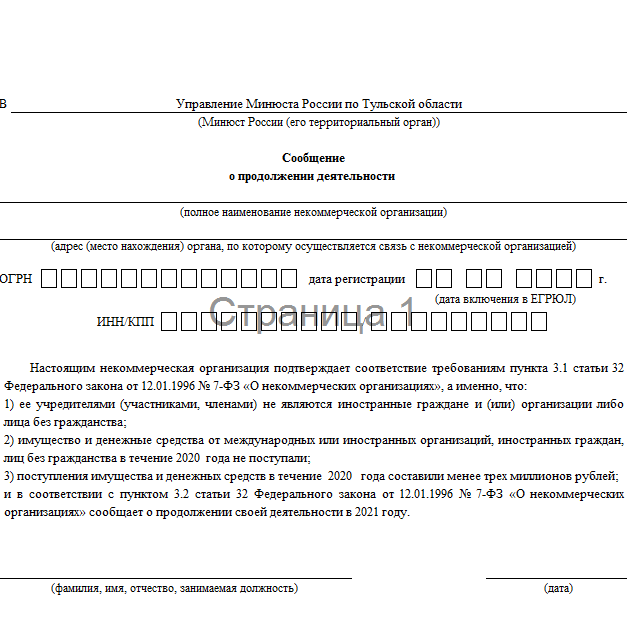 В Управление Минюста России по Тульской области
(Минюст России (его территориальный орган))
Сообщение
о продолжении деятельности
(полное наименование некоммерческой организации)
(адрес (место нахождения) органа, по которому осуществляется связь с некоммерческой организацией)
ОГРН дата регистрации г.
(дата включения в ЕГРЮЛ)
Страница 1
ИНН/КПП /
Настоящим некоммерческая организация подтверждает соответствие требованиям пункта 3.1 статьи 32
Федерального закона от 12.01.1996 № 7-ФЗ «О некоммерческих организациях», а именно, что:
1) ее учредителями (участниками, членами) не являются иностранные граждане и (или) организации либо
лица без гражданства;
2) имущество и денежные средства от международных или иностранных организаций, иностранных граждан,
лиц без гражданства в течение 2020 года не поступали;
3) поступления имущества и денежных средств в течение 2020 года составили менее трех миллионов рублей;
и в соответствии с пунктом 3.2 статьи 32 Федерального закона от 12.01.1996 № 7-ФЗ «О некоммерческих
организациях» сообщает о продолжении своей деятельности в 2021 году.
(фамилия, имя, отчество, занимаемая должность) (дата)